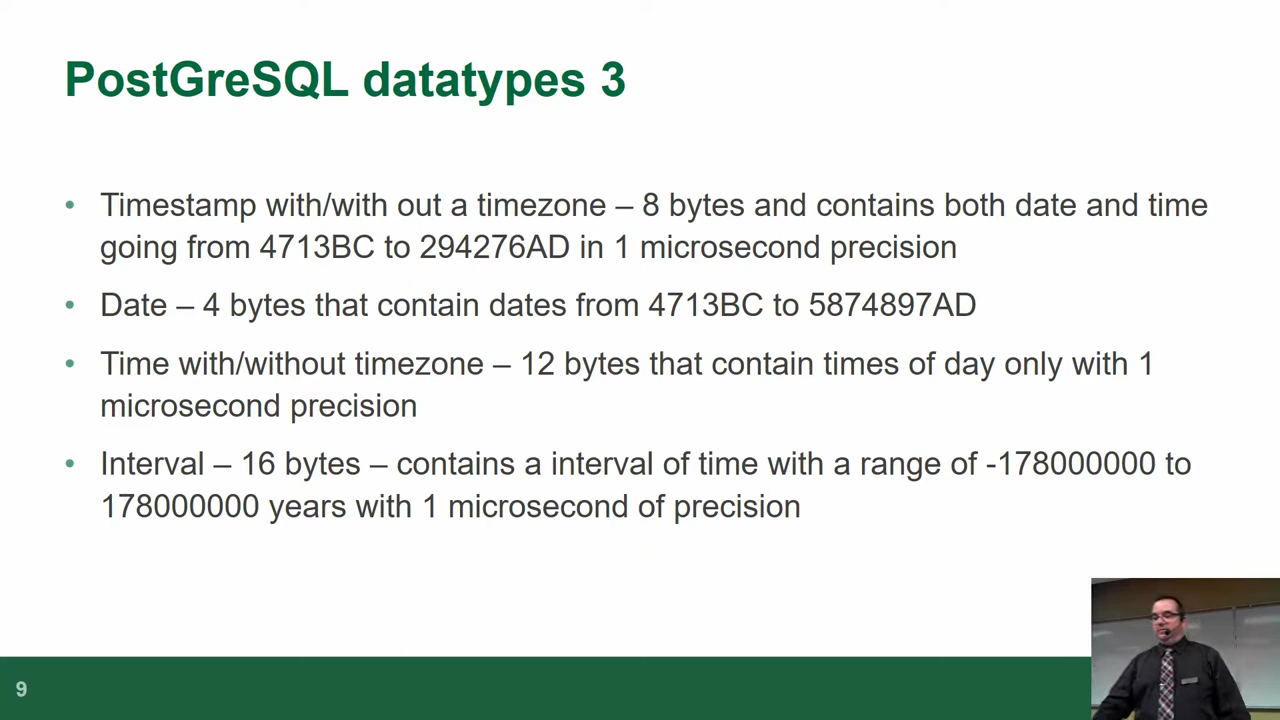 PostGreSQL datatypes 3
• Timestamp with/with out a timezone – 8 bytes and contains both date and time
going from 4713BC to 294276AD in 1 microsecond precision
• Date – 4 bytes that contain dates from 4713BC to 5874897AD
• Time with/without timezone – 12 bytes that contain times of day only with 1
microsecond precision
• Interval – 16 bytes – contains a interval of time with a range of -178000000 to
178000000 years with 1 microsecond of precision
9